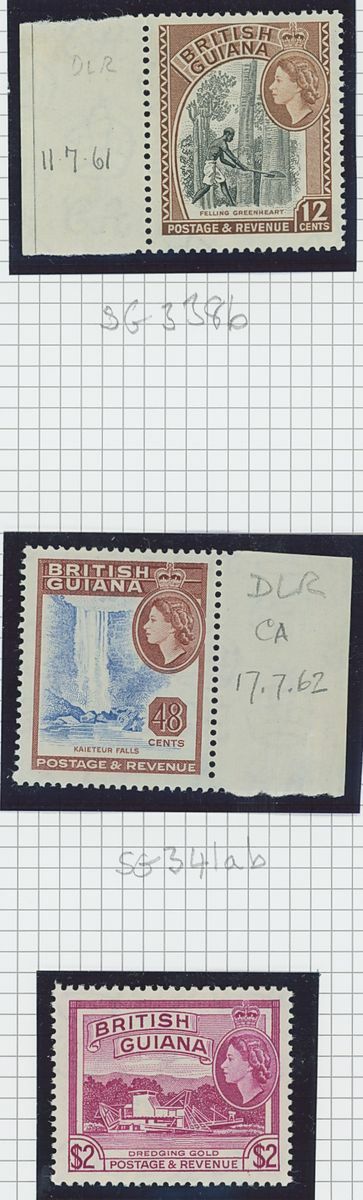 DLR
11.7.61
BRITISH
GUIANA
FELLING GREENHEART
POSTAGE & REVENUE
12
CENTS
SG 338b
BRITISH
GUIANA
48
CENTS
KAIETEUR FALLS
POSTAGE & REVENUE
DLR
CA
17.7.62
SG 341ab
BRITISH
GUIANA
DREDGING GOLD
$2 POSTAGE & REVENUE $2